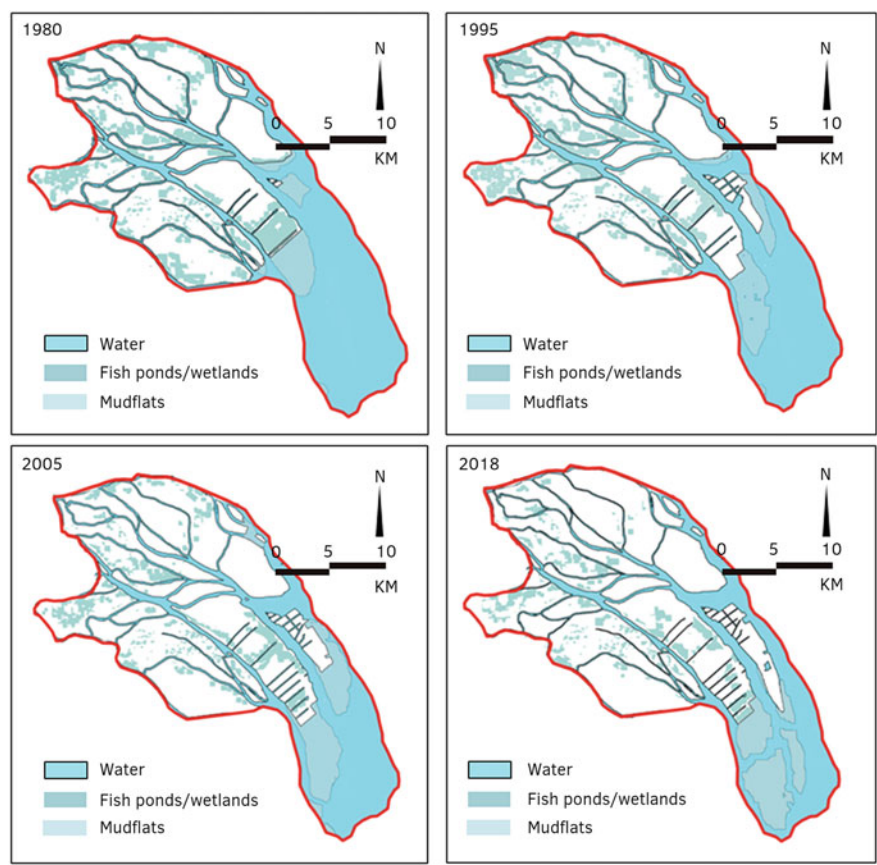 1980
N
0 5 10
KM
Water
Fish ponds/wetlands
Mudflats
1995
N
0 5 10
KM
Water
Fish ponds/wetlands
Mudflats
2005
N
0 5 10
KM
Water
Fish ponds/wetlands
Mudflats
2018
N
0 5 10
KM
Water
Fish ponds/wetlands
Mudflats